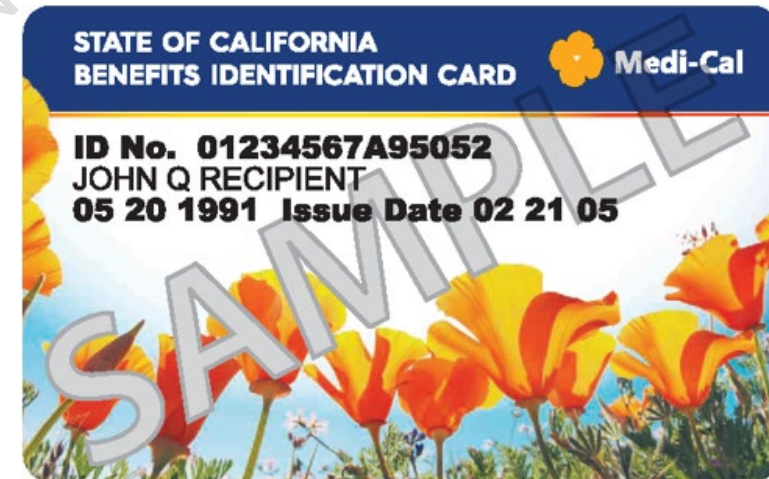 STATE OF CALIFORNIA
BENEFITS IDENTIFICATION CARD
Medi-Cal
ID No. 01234567A95052
JOHN Q RECIPIENT
05 20 1991 Issue Date 02 21 05
SAMPLE